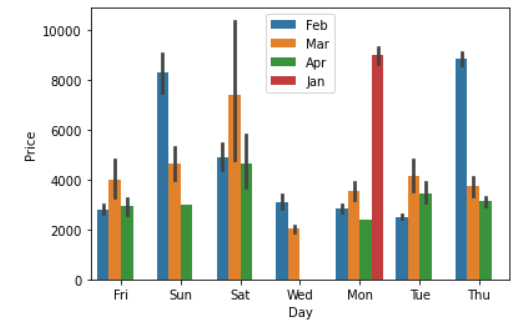 10000
8000
6000
4000
2000
0
Price
Feb
Mar
Apr
Jan
Fri Sun Sat Wed Mon Tue Thu
Day